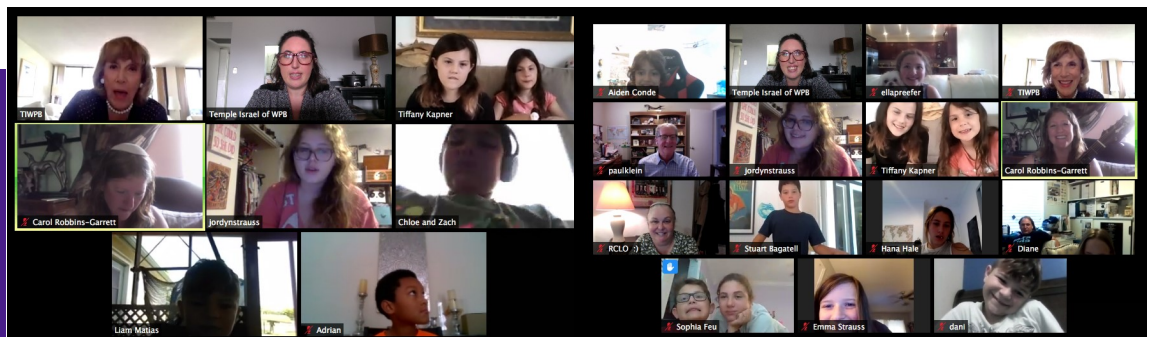 TIWPB
Temple Israel of WPB
Tiffany Kapner
Carol Robbins-Garrett
jordynstrauss
Chloe and Zach
Liam Matias
Adrian
Aiden Conde
Temple Israel of WPB
ellapreefer
TIWPB
paulklein
jordynstrauss
Tiffany Kapner
Carol Robbins-Garrett
RCLO :)
Stuart Bagatell
Hana Hale
Diane
Sophia Feu
Emma Strauss
dani